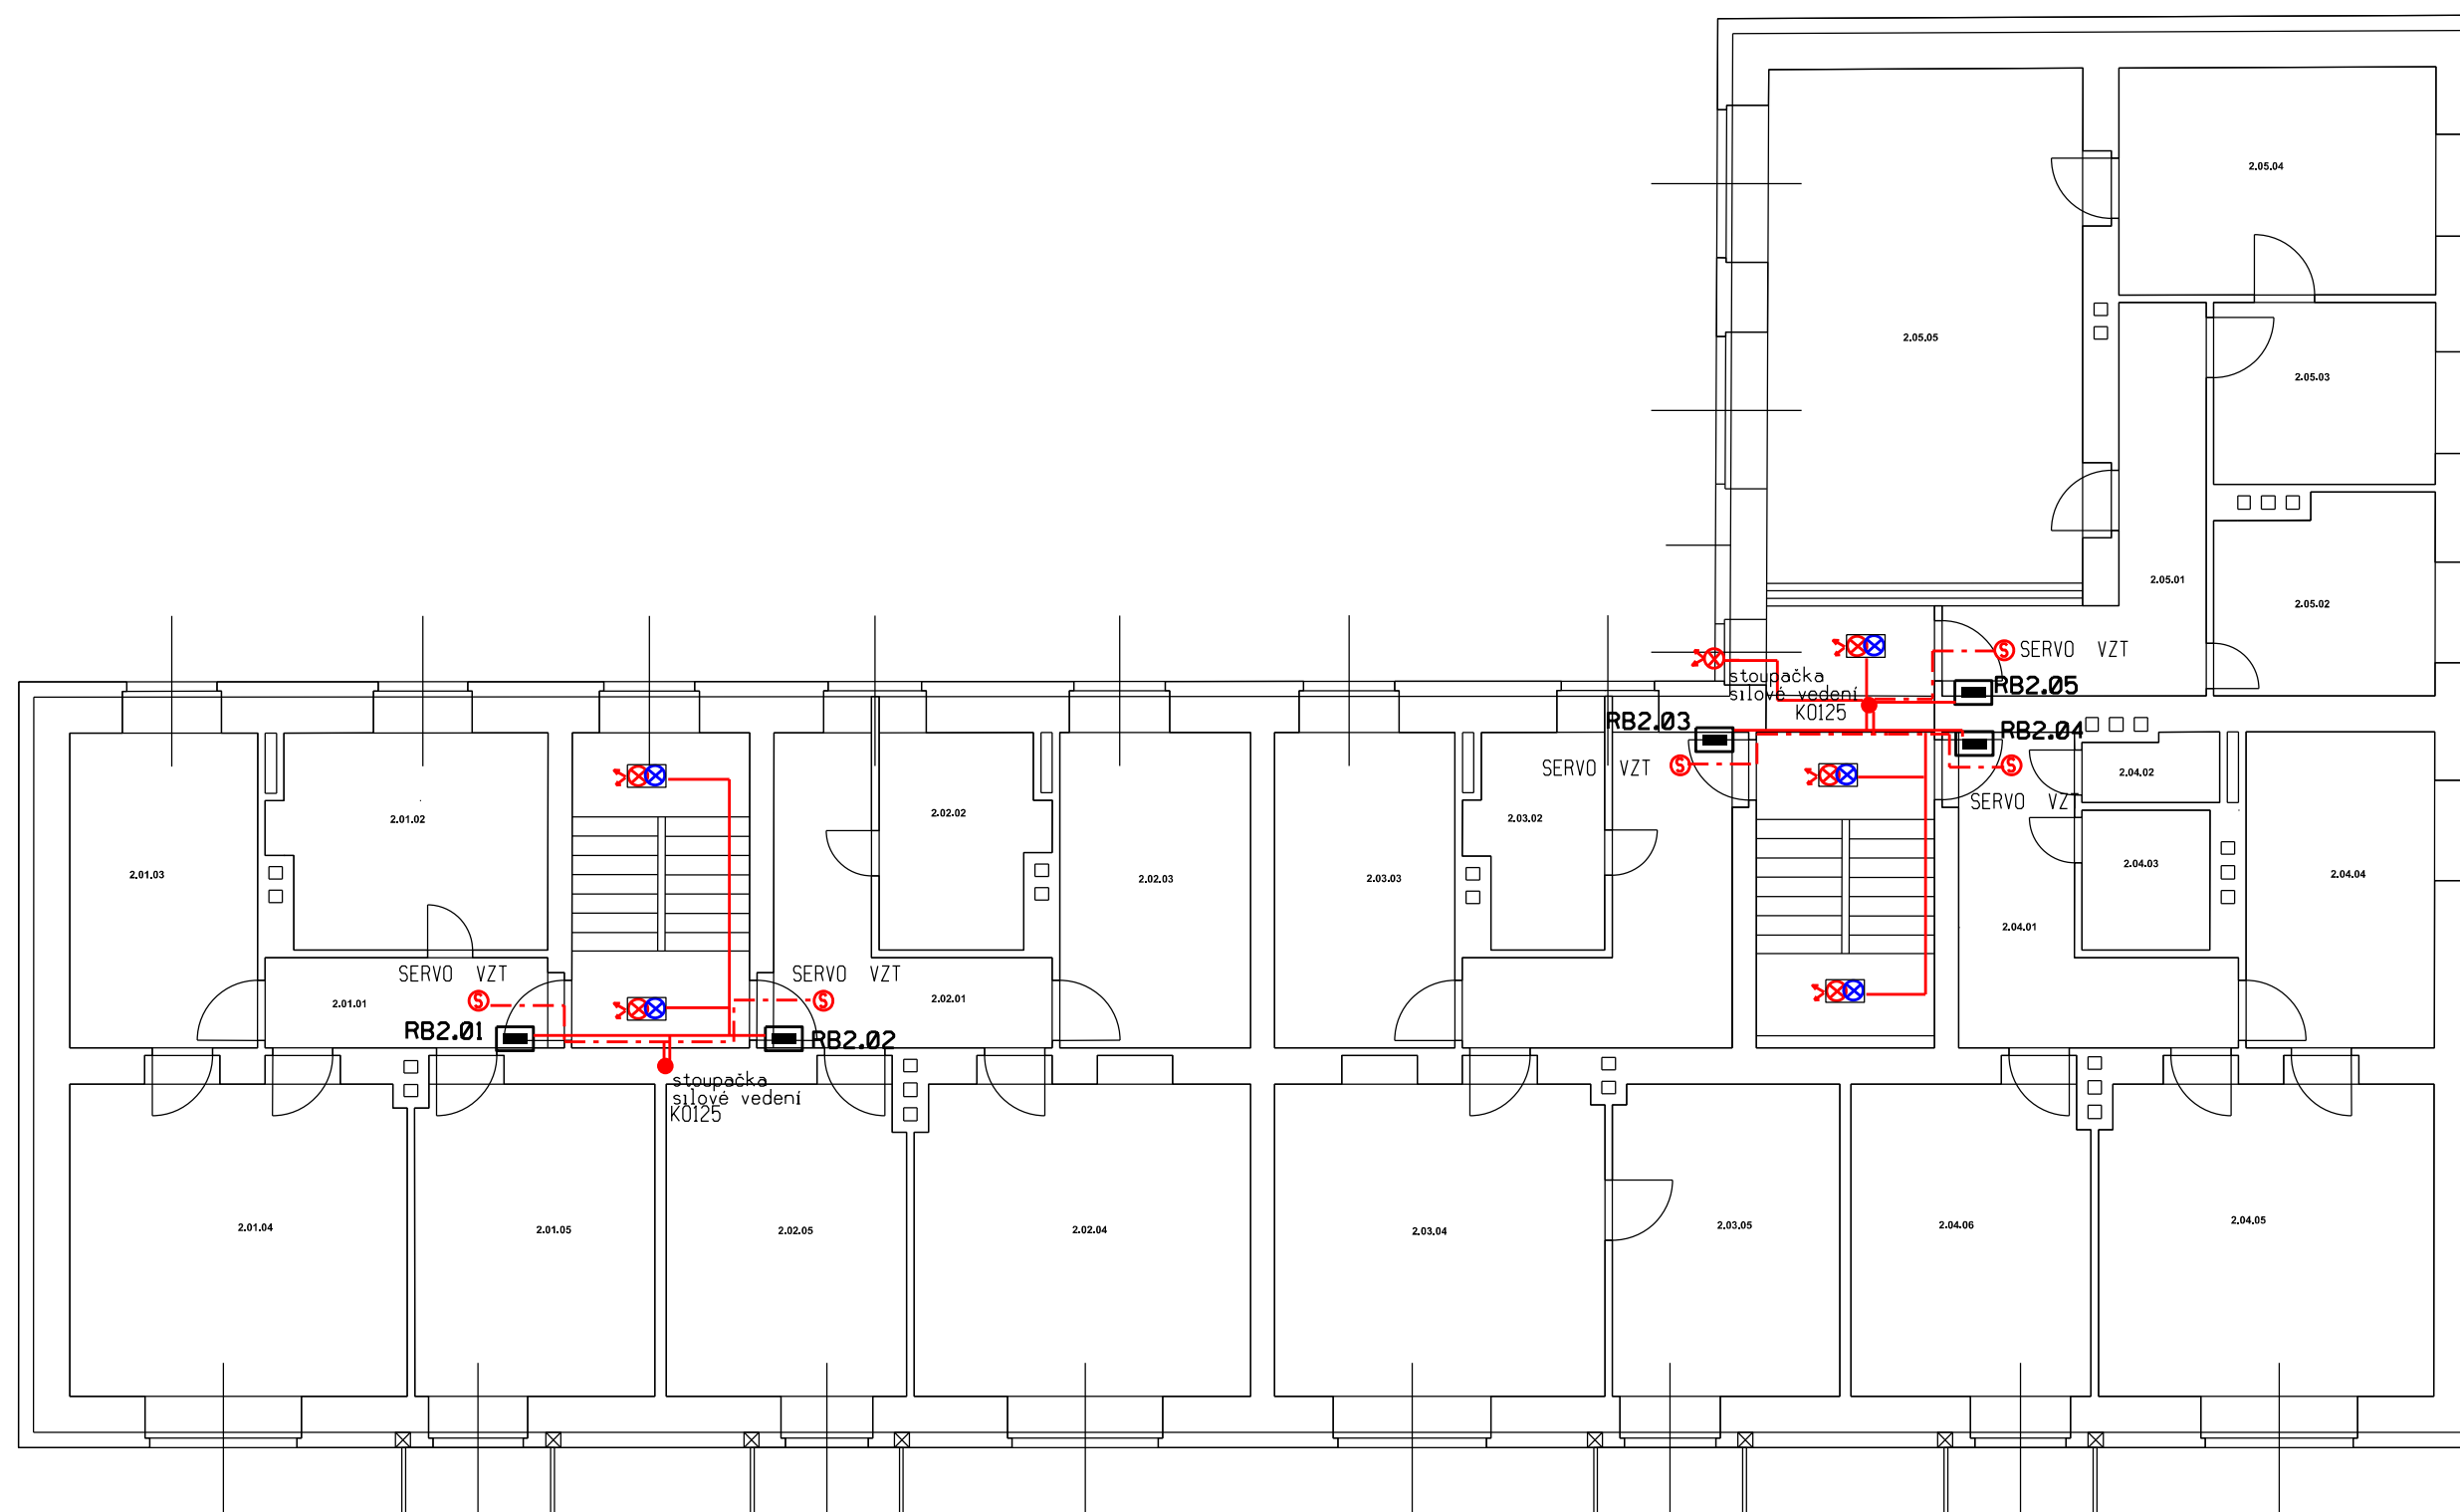 2.05.04
2.05.05
2.05.03
2.05.01
2.05.02
SERVO VZT
stoupačka
silové vedení
KO125
RB2.05
RB2.03
RB2.04
SERVO VZT
2.04.02
SERVO VZT
2.01.02
2.02.02
2.03.02
2.01.03
2.02.03
2.03.03
2.04.03
2.04.04
2.04.01
SERVO VZT
SERVO VZT
2.01.01
2.02.01
RB2.01
RB2.02
stoupačka
silové vedení
KO125
2.01.04
2.01.05
2.02.05
2.02.04
2.03.04
2.03.05
2.04.06
2.04.05
S
S
S
S
S